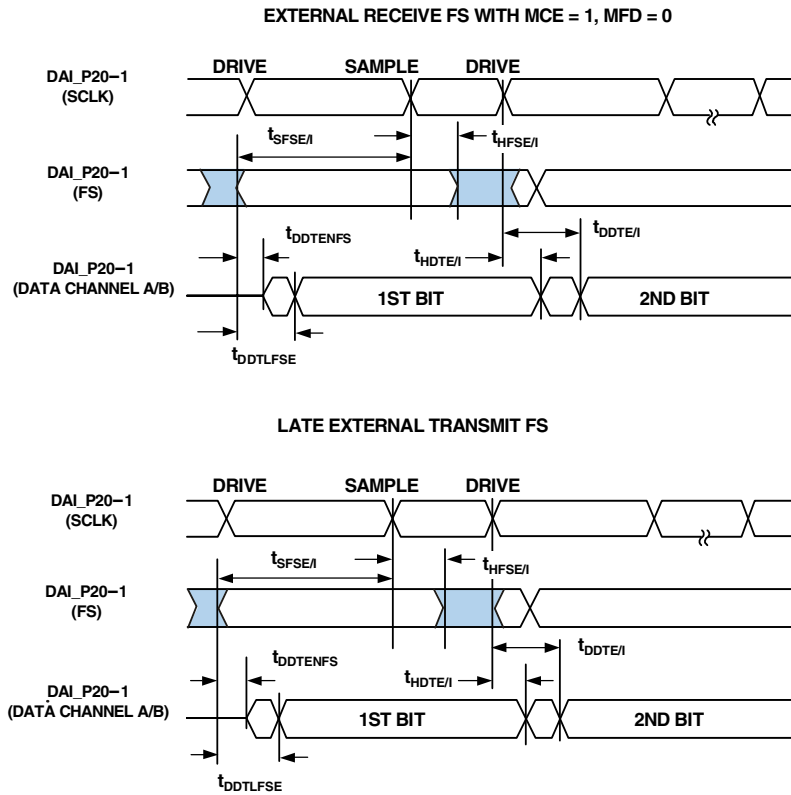 EXTERNAL RECEIVE FS WITH MCE = 1, MFD = 0
DAI_P20–1
(SCLK)
DRIVE SAMPLE DRIVE
tSFSE/I tHFSE/I
DAI_P20–1
(FS)
tDDTENFS tHDTE/I tDDTE/I
DAI_P20–1
(DATA CHANNEL A/B)
1ST BIT 2ND BIT
tDDTLFSE
LATE EXTERNAL TRANSMIT FS
DAI_P20–1
(SCLK)
DRIVE SAMPLE DRIVE
tSFSE/I tHFSE/I
DAI_P20–1
(FS)
tDDTENFS tHDTE/I tDDTE/I
DAI_P20–1
(DATA CHANNEL A/B)
1ST BIT 2ND BIT
tDDTLFSE